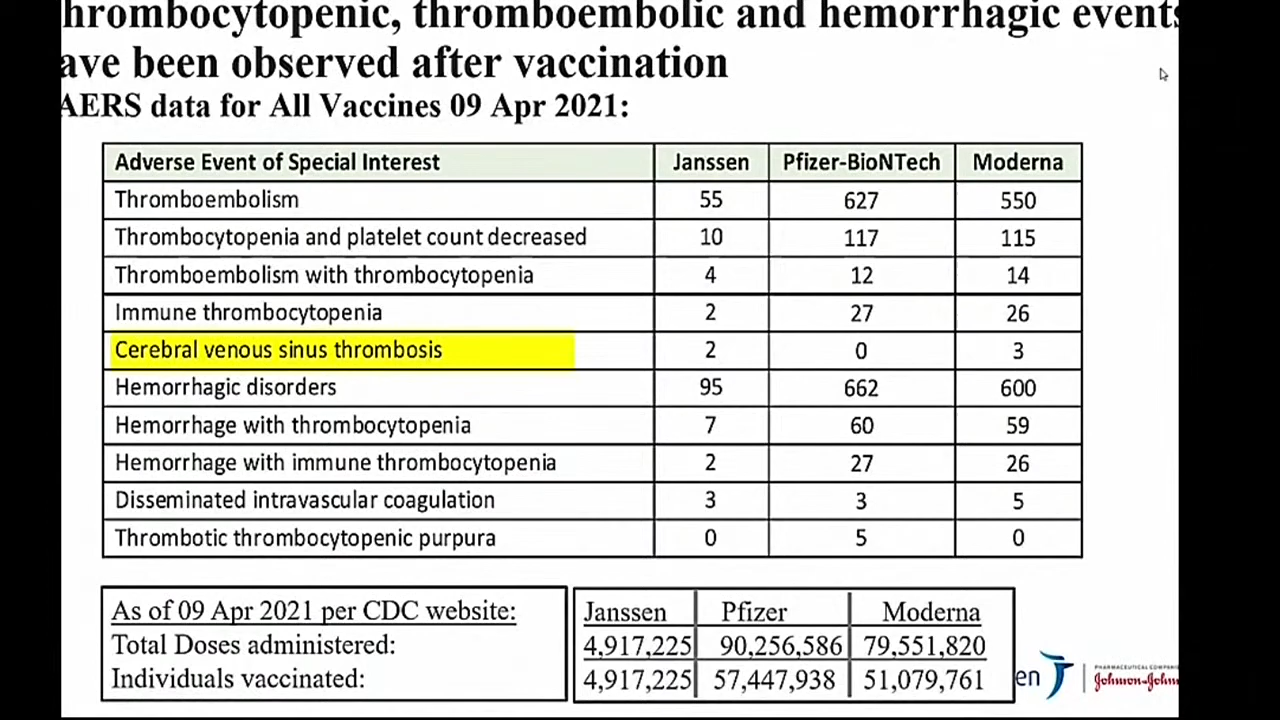 hrombocytopenic, thromboembolic and hemorrhagic events
ave been observed after vaccination
AERS data for All Vaccines 09 Apr 2021:
Adverse Event of Special Interest Janssen Pfizer-BioNTech Moderna
Thromboembolism 55 627 550
Thrombocytopenia and platelet count decreased 10 117 115
Thromboembolism with thrombocytopenia 4 12 14
Immune thrombocytopenia 2 27 26
Cerebral venous sinus thrombosis 2 0 3
Hemorrhagic disorders 95 662 600
Hemorrhage with thrombocytopenia 7 60 59
Hemorrhage with immune thrombocytopenia 2 27 26
Disseminated intravascular coagulation 3 3 5
Thrombotic thrombocytopenic purpura 0 5 0
As of 09 Apr 2021 per CDC website: Janssen Pfizer Moderna
Total Doses administered: 4,917,225 90,256,586 79,551,820
Individuals vaccinated: 4,917,225 57,447,938 51,079,761
en
PHARMACEUTICAL COMPANI
Johnson&Johns